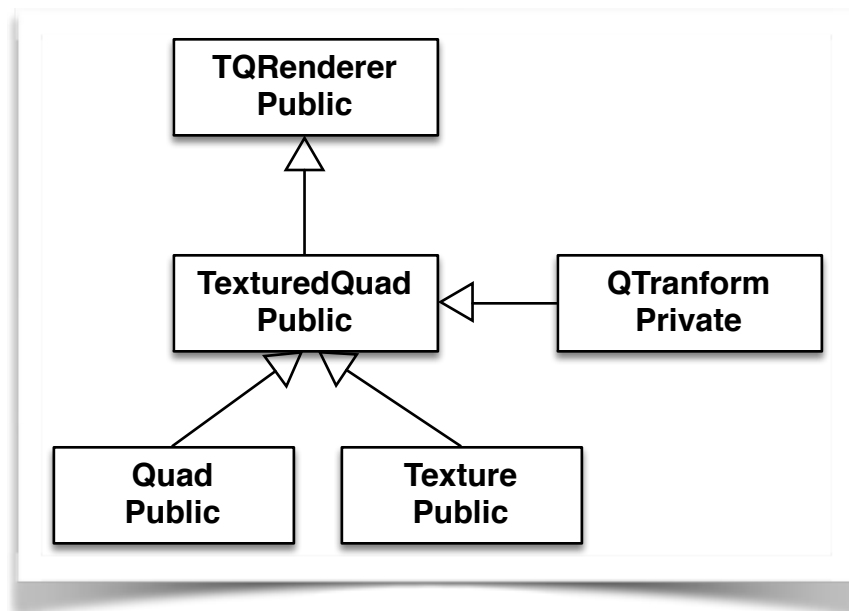 TQRenderer
Public
TexturedQuad
Public
QTranform
Private
Quad
Public
Texture
Public